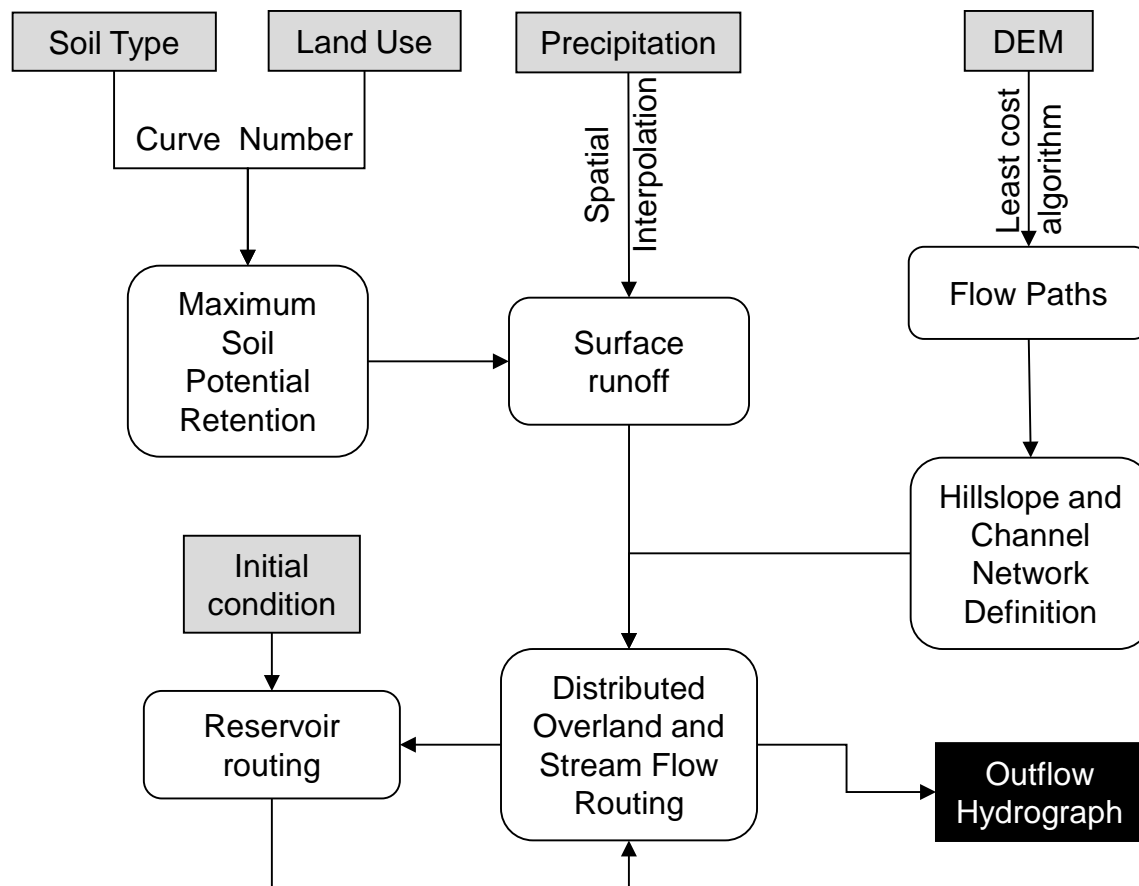 Soil Type
Land Use
Precipitation
DEM
Curve Number
Spatial
Interpolation
Least cost
algorithm
Maximum
Soil
Potential
Retention
Surface
runoff
Flow Paths
Hillslope and
Channel
Network
Definition
Initial
condition
Reservoir
routing
Distributed
Overland and
Stream Flow
Routing
Outflow
Hydrograph